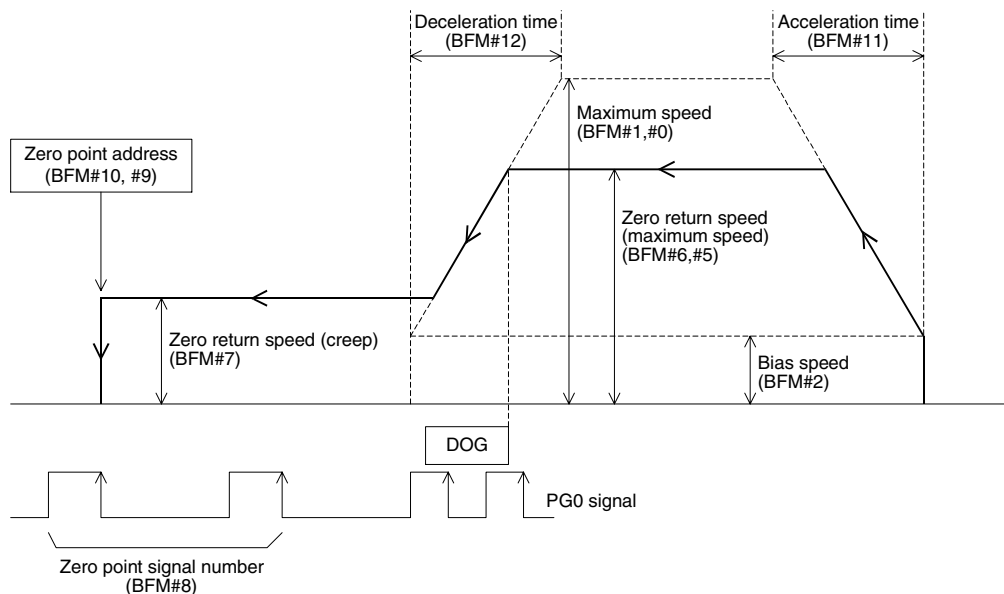 Deceleration time
(BFM#12)
Acceleration time
(BFM#11)
Maximum speed
(BFM#1,#0)
Zero point address
(BFM#10, #9)
Zero return speed
(maximum speed)
(BFM#6,#5)
Zero return speed (creep)
(BFM#7)
Bias speed
(BFM#2)
DOG
PG0 signal
Zero point signal number
(BFM#8)